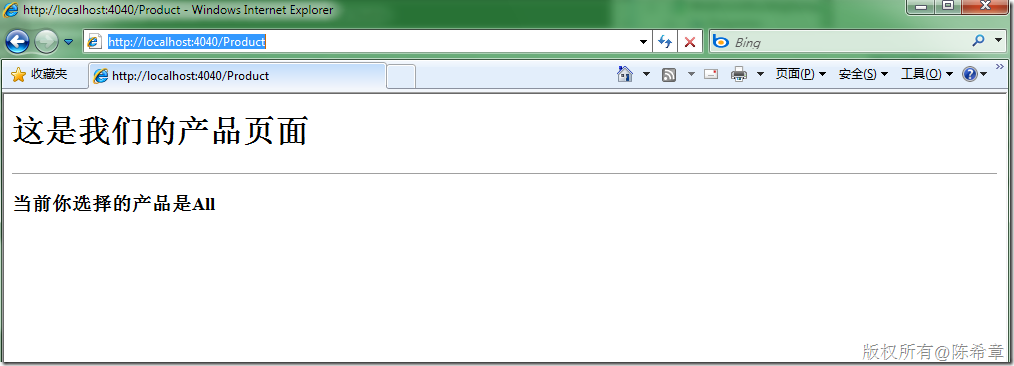 http://localhost:4040/Product - Windows Internet Explorer
http://localhost:4040/Product Bing
收藏夹 http://localhost:4040/Product 页面(P) 安全(S) 工具(O)
这是我们的产品页面
当前你选择的产品是All
版权所有@陈希章